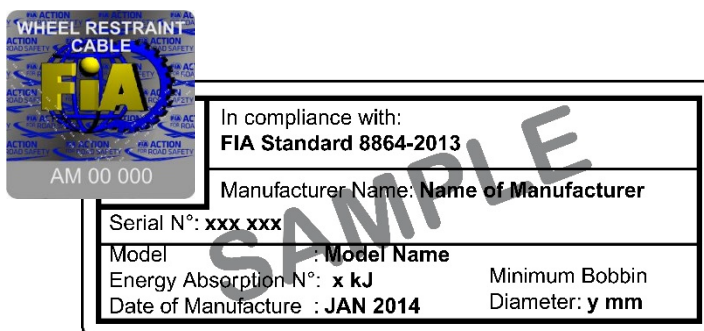 WHEEL RESTRAINT
CABLE
FIA
AM 00 000
FIA ACTION
FOR ROAD SAFETY
In compliance with:
FIA Standard 8864-2013
Manufacturer Name: Name of Manufacturer
Serial N°: xxx xxx
Model : Model Name
Energy Absorption N°: x kJ
Date of Manufacture : JAN 2014
Minimum Bobbin
Diameter: y mm
SAMPLE